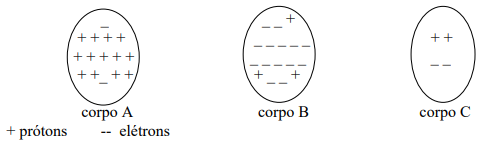 –
+ + + +
+ + + + +
+ + _ + +
corpo A
_ _ +
_ _ _ _ _
_ _ _ _ _
+ _ _ +
corpo B
+ +
_ _
corpo C
+ prótons -- elétrons